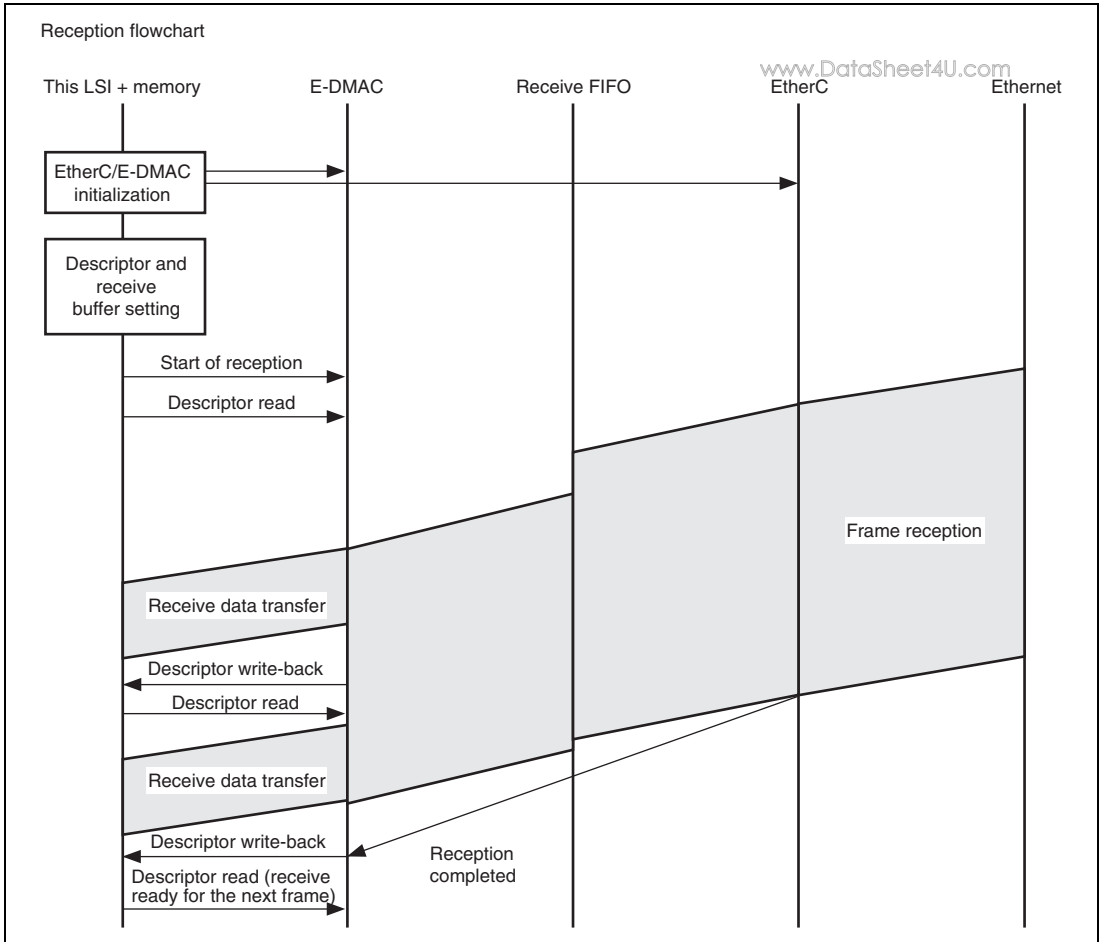 Reception flowchart
www.DataSheet4U.com
This LSI + memory
E-DMAC
Receive FIFO
EtherC
Ethernet
EtherC/E-DMAC
initialization
Descriptor and
receive
buffer setting
Start of reception
Descriptor read
Frame reception
Receive data transfer
Descriptor write-back
Descriptor read
Receive data transfer
Descriptor write-back
Reception
completed
Descriptor read (receive
ready for the next frame)